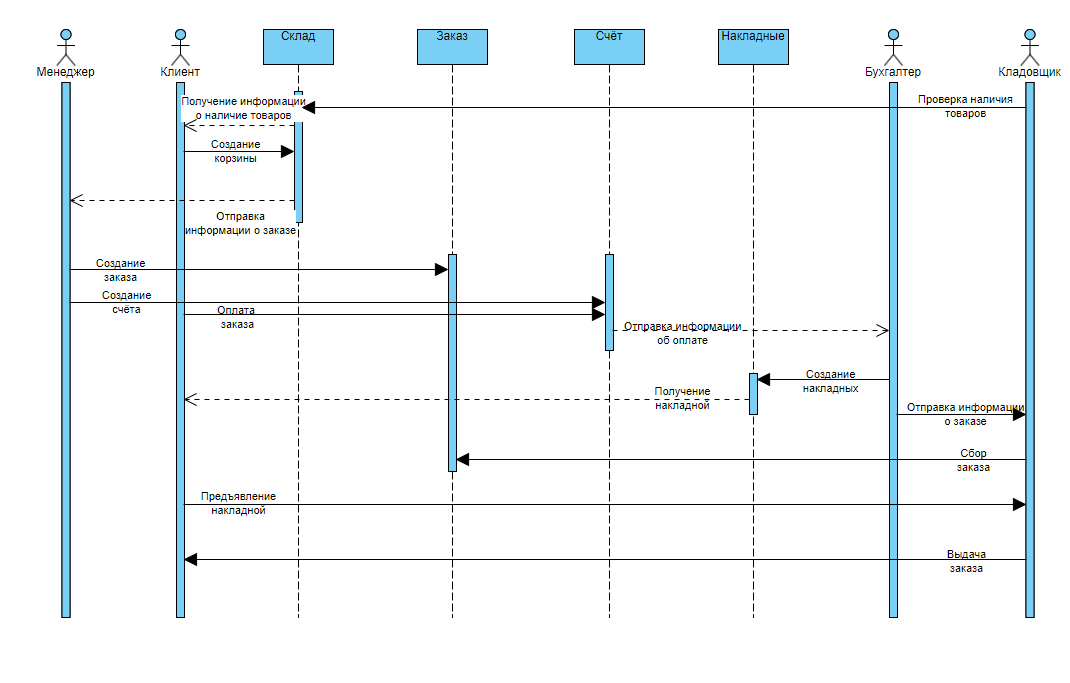 Склад
Заказ
Счёт
Накладные
Менеджер
Клиент
Бухгалтер
Кладовщик
Получение информации
о наличие товаров
Проверка наличия
товаров
Создание
корзины
Отправка
информации о заказе
Создание
заказа
Создание
счёта
Оплата
заказа
Отправка информации
об оплате
Создание
накладных
Получение
накладной
Отправка информации
о заказе
Сбор
заказа
Предъявление
накладной
Выдача
заказа